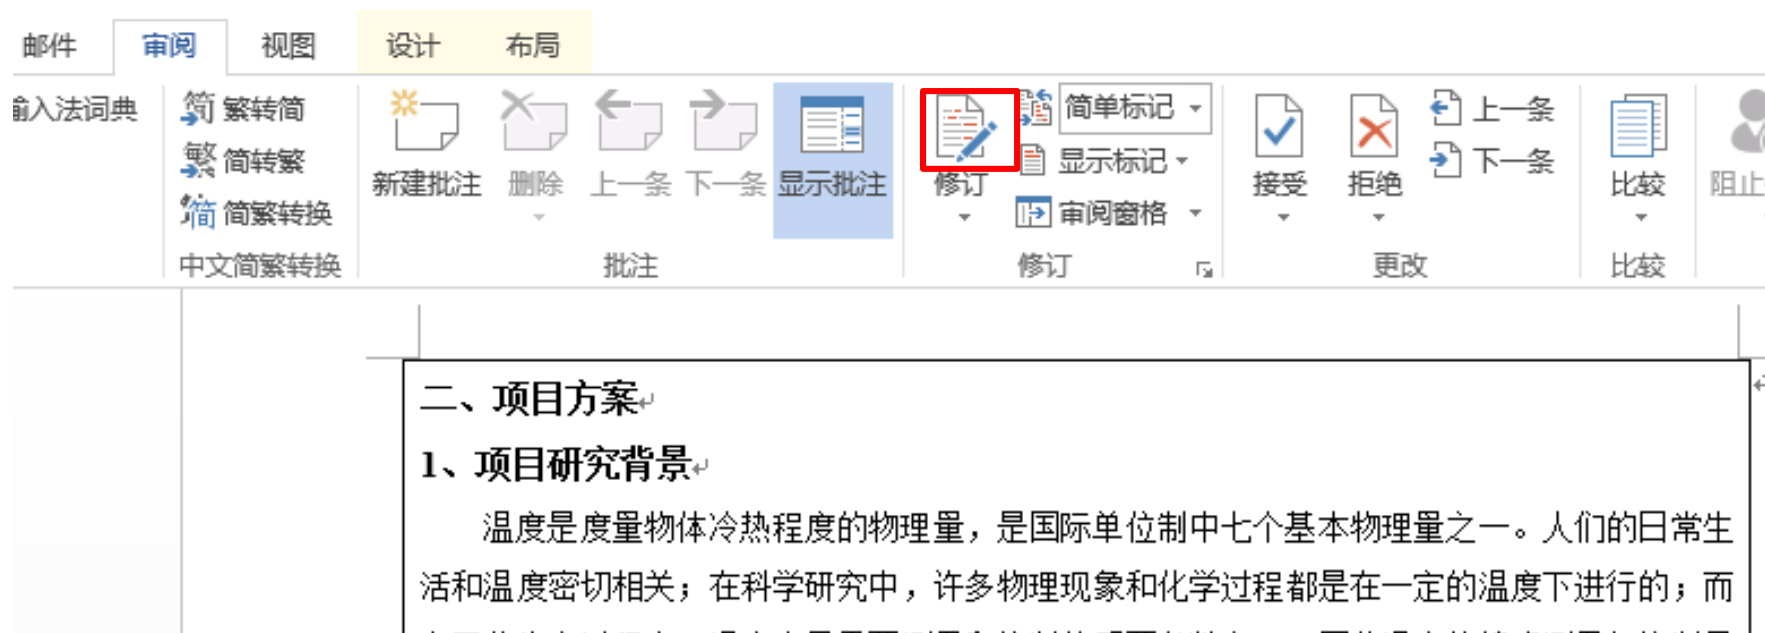 邮件 审阅 视图 设计 布局
输入法词典 繁转简 简转繁 简繁转换 中文简繁转换
新建批注 删除 上一条 下一条 显示批注 批注
修订 简单标记 显示标记 审阅窗格 修订
接受 拒绝 上一条 下一条 更改
比较 比较
阻止
二、项目方案
1、项目研究背景
温度是度量物体冷热程度的物理量，是国际单位制中七个基本物理量之一。人们的日常生
活和温度密切相关；在科学研究中，许多物理现象和化学过程都是在一定的温度下进行的；而